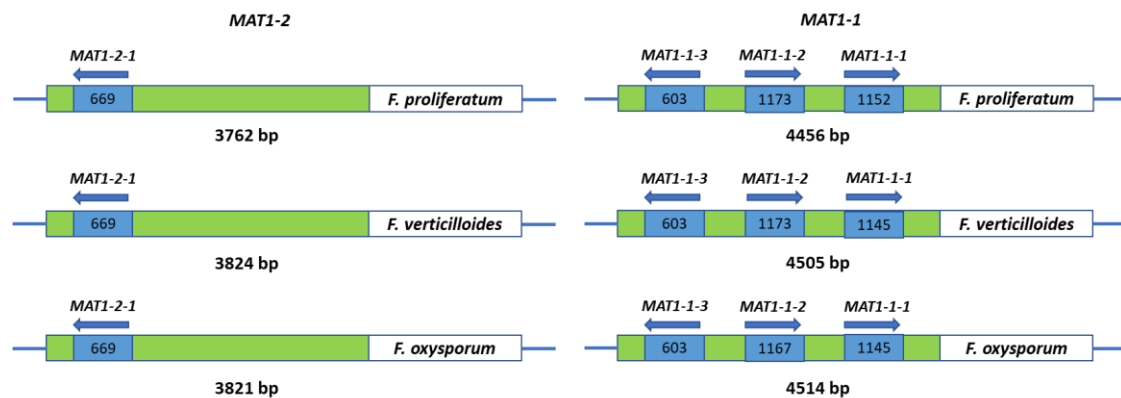 MAT1-2
MAT1-2-1
669
F. proliferatum
3762 bp
MAT1-2-1
669
F. verticilloides
3824 bp
MAT1-2-1
669
F. oxysporum
3821 bp
MAT1-1
MAT1-1-3 MAT1-1-2 MAT1-1-1
603 1173 1152 F. proliferatum
4456 bp
MAT1-1-3 MAT1-1-2 MAT1-1-1
603 1173 1145 F. verticilloides
4505 bp
MAT1-1-3 MAT1-1-2 MAT1-1-1
603 1167 1145 F. oxysporum
4514 bp